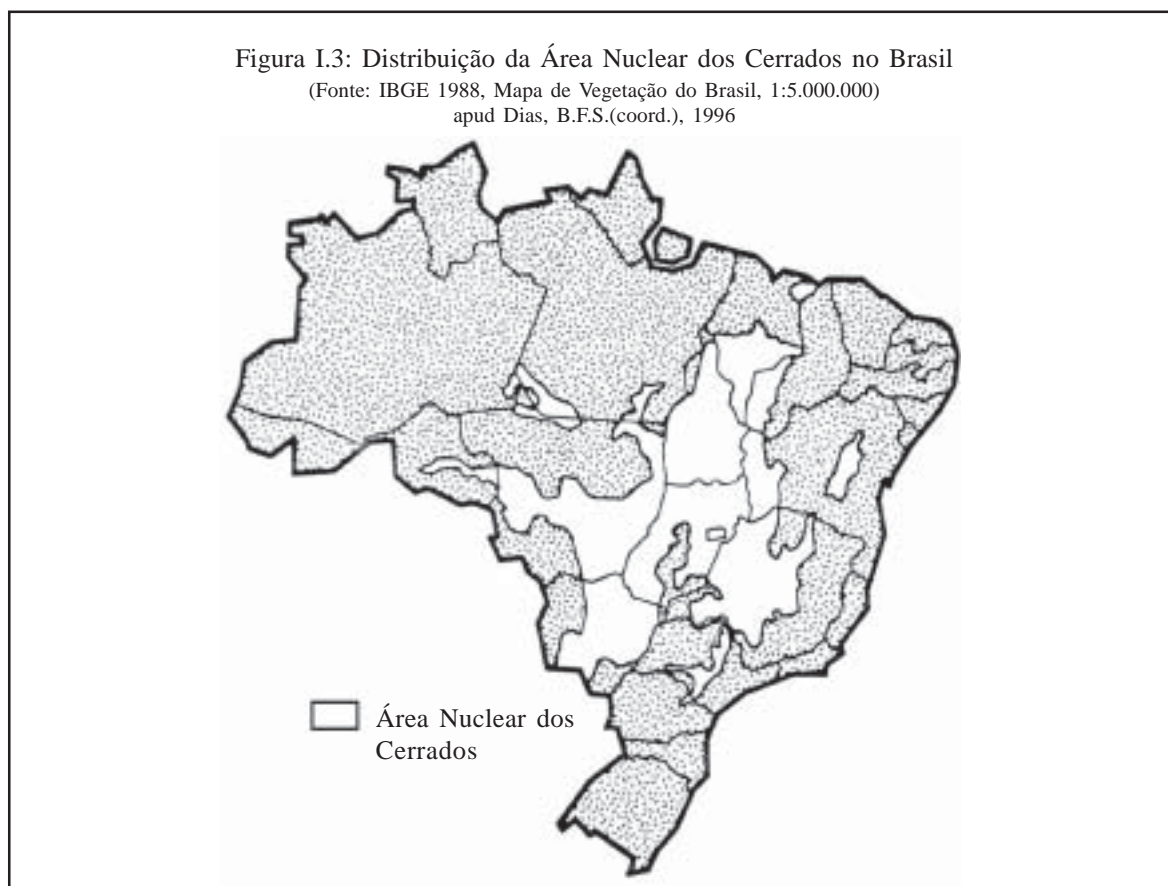 Figura I.3: Distribuição da Área Nuclear dos Cerrados no Brasil
(Fonte: IBGE 1988, Mapa de Vegetação do Brasil, 1:5.000.000)
apud Dias, B.F.S.(coord.), 1996
Área Nuclear dos
Cerrados